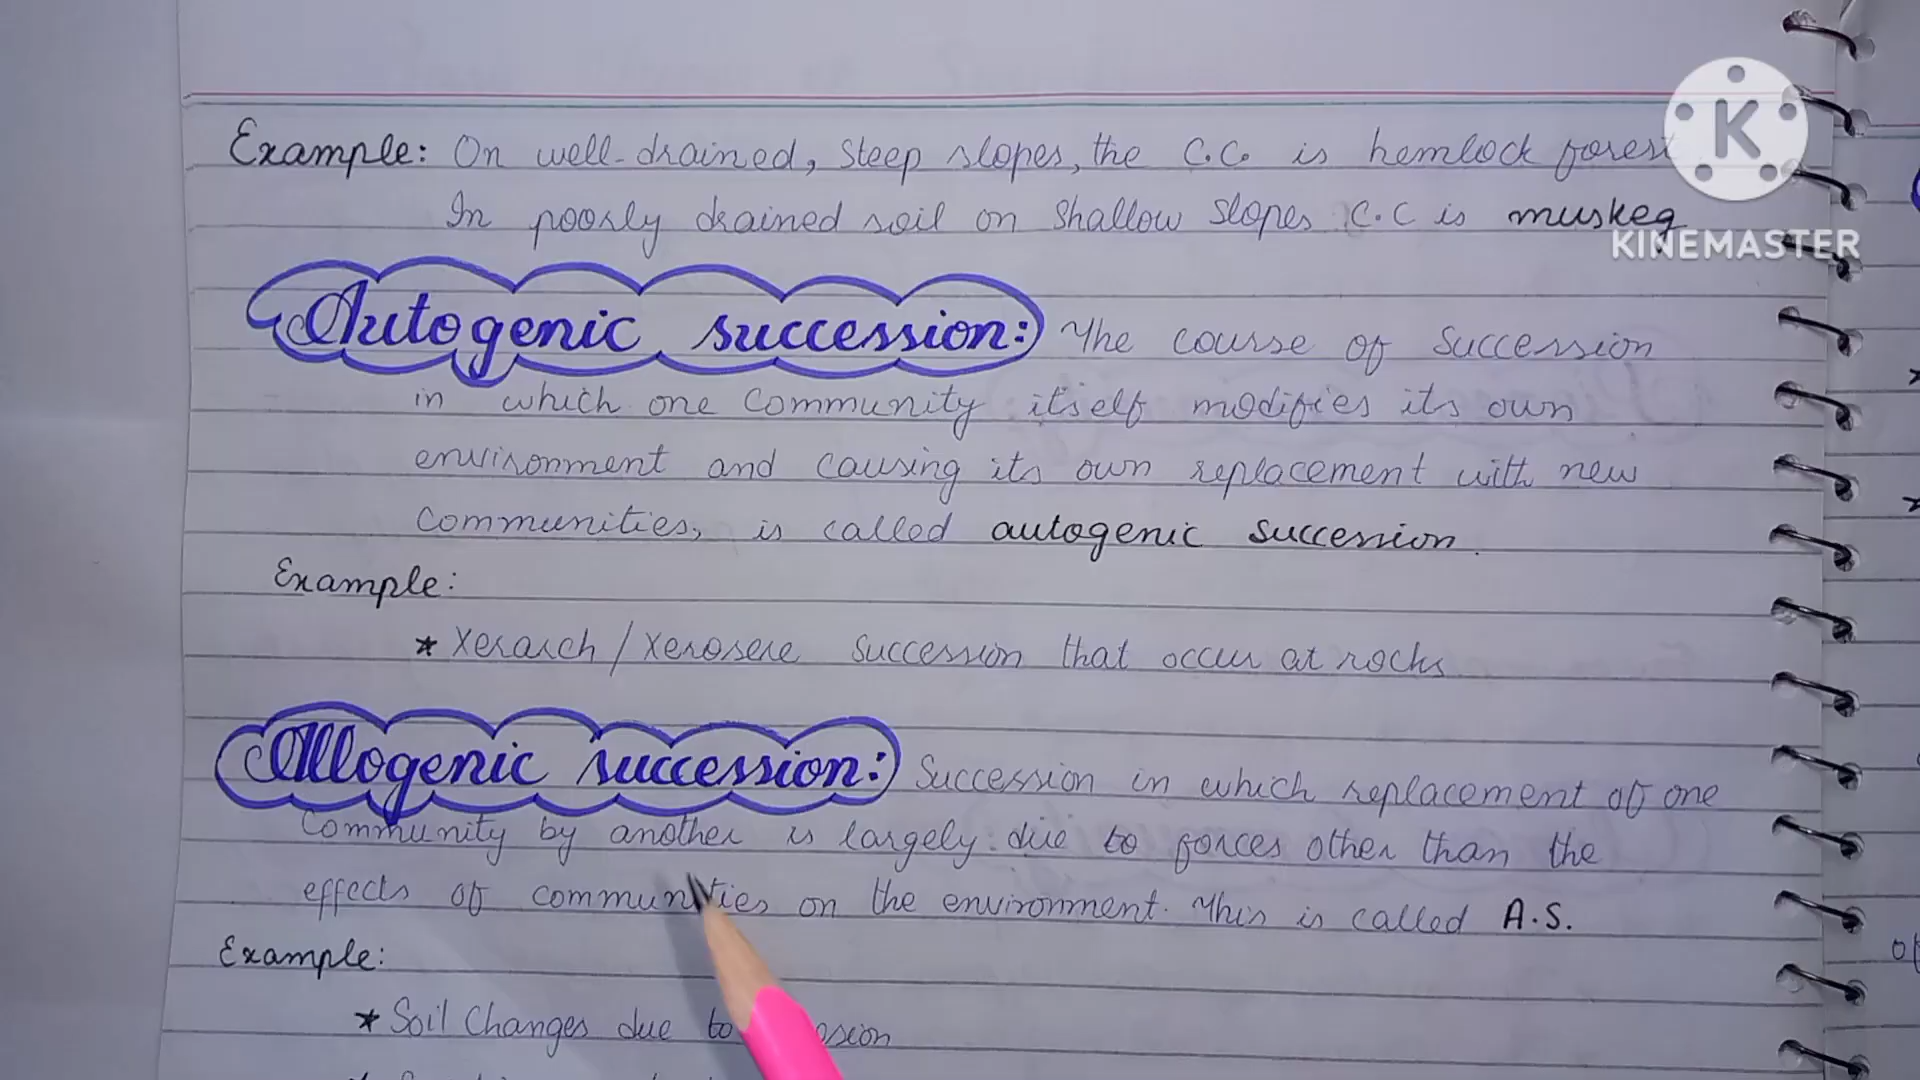 Example: On well-drained, steep slopes, the C.C. is hemlock forest
In poorly drained soil on shallow slopes C.C is muskeg
K
KINEMASTER
Autogenic succession: The course of succession
in which one community itself modifies its own
environment and causing its own replacement with new
communities, is called autogenic succession.
Example:
* Xerarch/Xerosere succession that occur at rocks
Allogenic succession: Succession in which replacement of one
community by another is largely due to forces other than the
effects of communities on the environment. This is called A.S.
Example:
* Soil changes due to